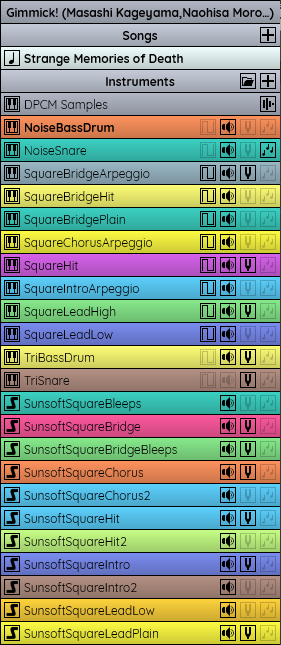 Gimmick! (Masashi Kageyama,Naohisa Moro...)
Songs
Strange Memories of Death
Instruments
DPCM Samples
NoiseBassDrum
NoiseSnare
SquareBridgeArpeggio
SquareBridgeHit
SquareBridgePlain
SquareChorusArpeggio
SquareHit
SquareIntroArpeggio
SquareLeadHigh
SquareLeadLow
TriBassDrum
TriSnare
SunsoftSquareBleeps
SunsoftSquareBridge
SunsoftSquareBridgeBleeps
SunsoftSquareChorus
SunsoftSquareChorus2
SunsoftSquareHit
SunsoftSquareHit2
SunsoftSquareIntro
SunsoftSquareIntro2
SunsoftSquareLeadLow
SunsoftSquareLeadPlain